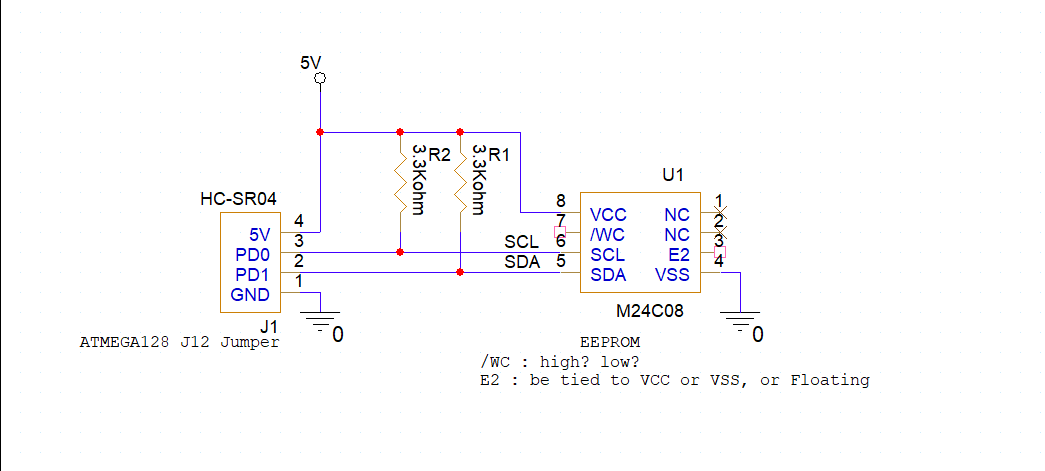 5V
3.3Kohm
R2
3.3Kohm
R1
U1
HC-SR04
4
5V
3
PD0
2
PD1
1
GND
J1
0
ATMEGA128 J12 Jumper
SCL
SDA
8
VCC
NC
1
7
/WC
NC
2
6
SCL
E2
3
5
SDA
VSS
4
M24C08
0
EEPROM
/WC : high? low?
E2 : be tied to VCC or VSS, or Floating